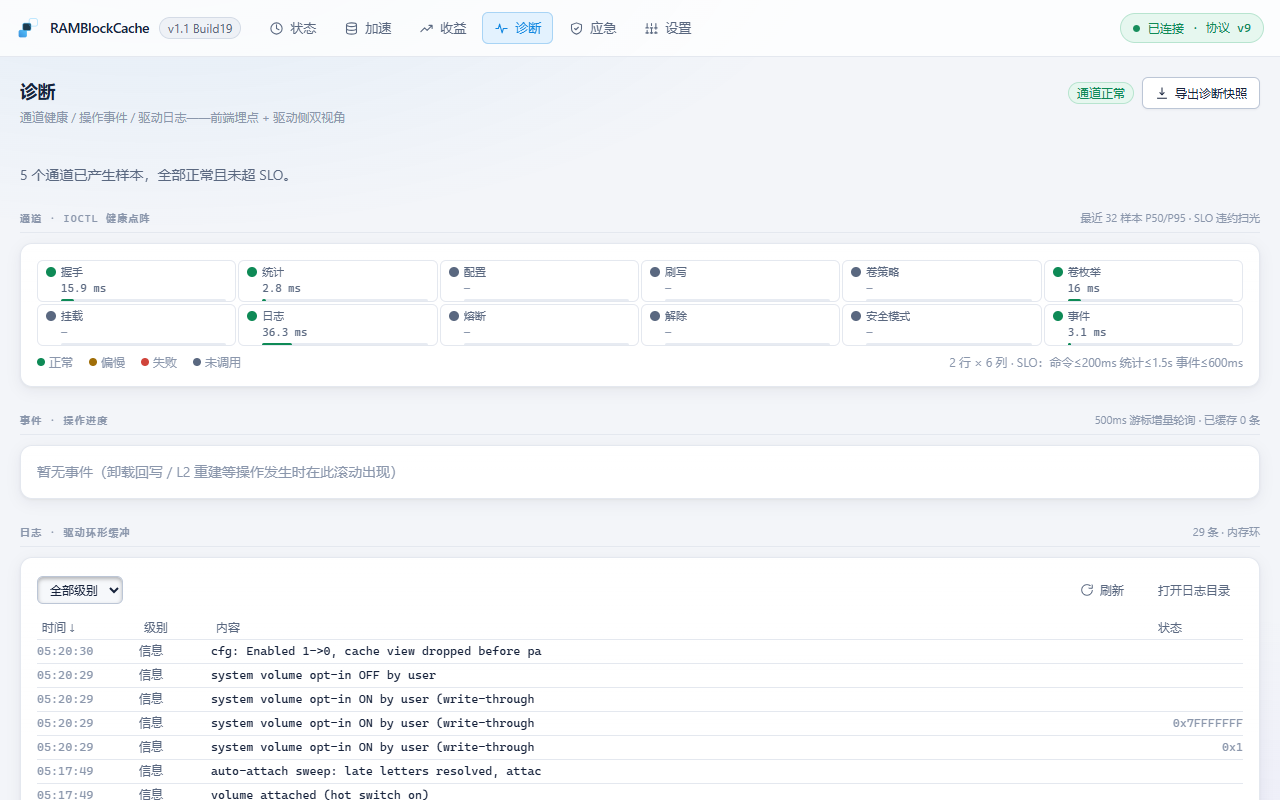 RAMBlockCache v1.1 Build19 状态 加速 收益 诊断 应急 设置 已连接 · 协议 v9
诊断
通道正常 导出诊断快照
通道健康 / 操作事件 / 驱动日志——前端埋点 + 驱动侧双视角
5 个通道已产生样本，全部正常且未超 SLO。
通道 · IOCTL 健康点阵 最近 32 样本 P50/P95 · SLO 违约扫光
握手 统计 配置 刷写 卷策略 卷枚举
15.9 ms 2.8 ms — — — 16 ms
挂载 日志 熔断 解除 安全模式 事件
— 36.3 ms — — — 3.1 ms
正常 偏慢 失败 未调用 2 行 × 6 列 · SLO：命令≤200ms 统计≤1.5s 事件≤600ms
事件 · 操作进度 500ms 游标增量轮询 · 已缓存 0 条
暂无事件（卸载回写 / L2 重建等操作发生时在此滚动出现）
日志 · 驱动环形缓冲 29 条 · 内存环
全部级别 刷新 打开日志目录
时间↓ 级别 内容 状态
05:20:30 信息 cfg: Enabled 1->0, cache view dropped before pa
05:20:29 信息 system volume opt-in OFF by user
05:20:29 信息 system volume opt-in ON by user (write-through
05:20:29 信息 system volume opt-in ON by user (write-through 0x7FFFFFFF
05:20:29 信息 system volume opt-in ON by user (write-through 0x1
05:17:49 信息 auto-attach sweep: late letters resolved, attac
05:17:49 信息 volume attached (hot switch on)